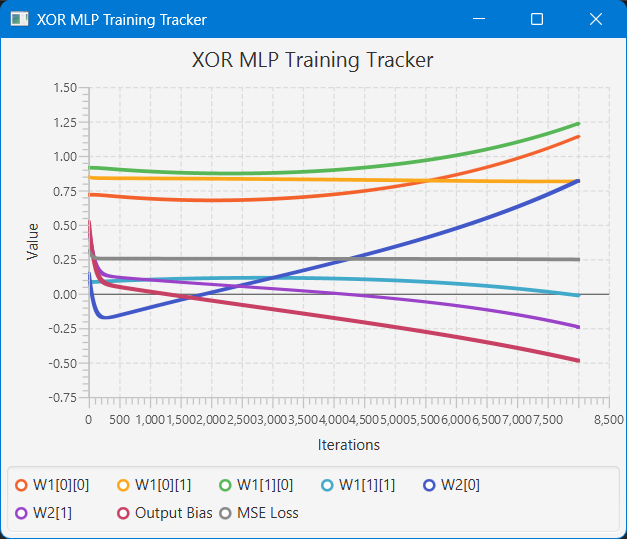 XOR MLP Training Tracker
XOR MLP Training Tracker
1.50
1.25
1.00
0.75
0.50
0.25
0.00
-0.25
-0.50
-0.75
Value
0 500 1,000 1,500 2,000 2,500 3,000 3,500 4,000 4,500 5,000 5,500 6,000 6,500 7,000 7,500 8,500
Iterations
W1[0][0] W1[0][1] W1[1][0] W1[1][1] W2[0]
W2[1] Output Bias MSE Loss